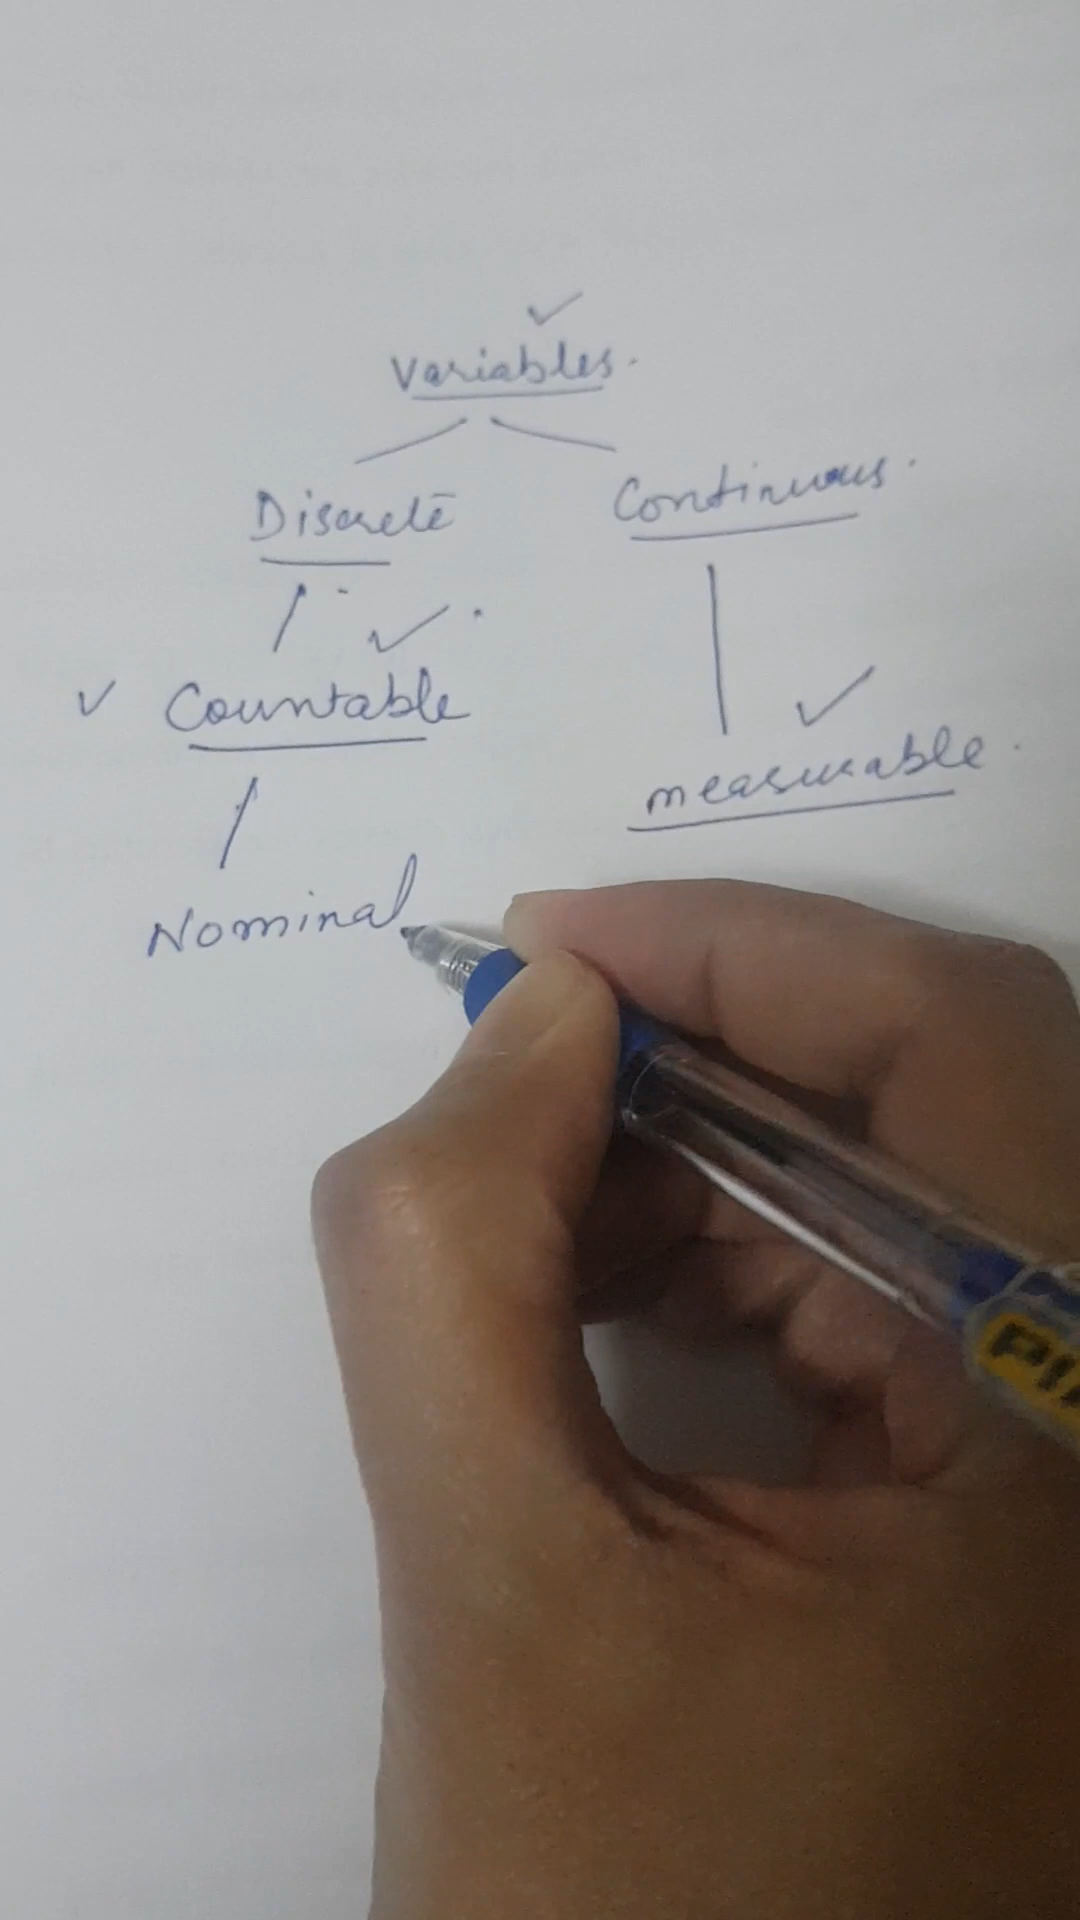 Variables.
Discrete Continuous.
Countable
measurable.
Nominal